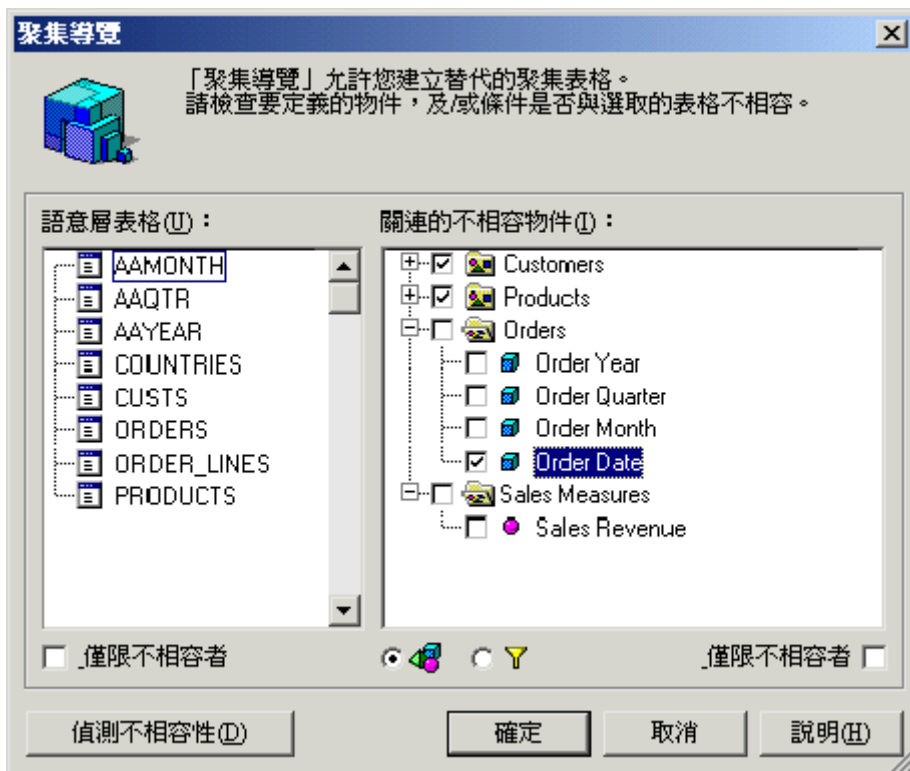 聚集導覽
「聚集導覽」允許您建立替代的聚集表格。
請檢查要定義的物件，及/或條件是否與選取的表格不相容。
語意層表格(U)：
關連的不相容物件(I)：
AAMONTH
AAQTR
AAYEAR
COUNTRIES
CUSTS
ORDERS
ORDER_LINES
PRODUCTS
Customers
Products
Orders
Order Year
Order Quarter
Order Month
Order Date
Sales Measures
Sales Revenue
_僅限不相容者
_僅限不相容者
偵測不相容性(D)
確定
取消
說明(H)